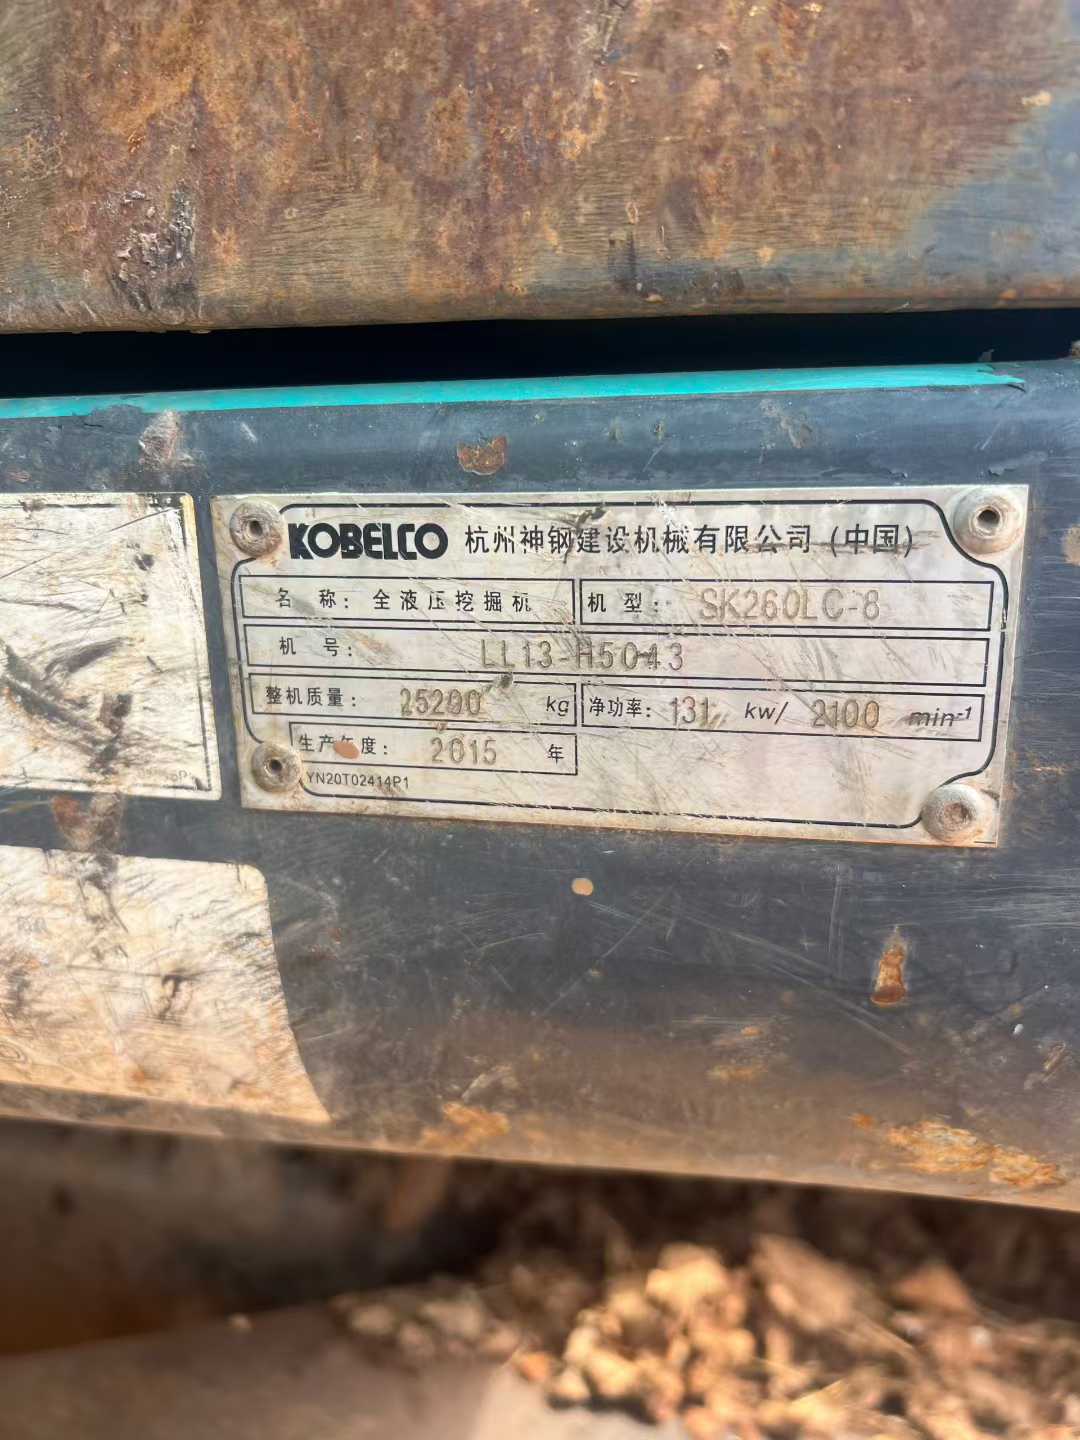 KOBELCO 杭州神钢建设机械有限公司（中国）
名 称：全液压挖掘机 机 型：SK260LC-8
机 号：LL13-H5043
整机质量：25200 kg 净功率：131 kw/ 2100 min-1
生产年度：2015 年
YN20T02414P1